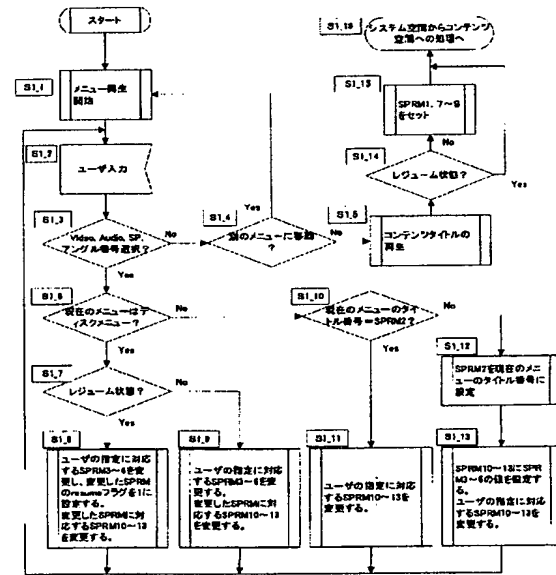 スタート
S1_1
メニュー再生
開始
S1_2
ユーザ入力
S1_3
Video, Audio, SP,
アングル番号選択?
No
Yes
S1_4
別のメニューに移動
?
Yes
No
S1_5
コンテンツタイトルの
再生
S1_14
レジューム状態?
No
Yes
S1_15
SPRM1, 7~9
をセット
S1_16
システム空間からコンテンツ
空間への処理へ
S1_6
現在のメニューはデ
ィスクメニュー?
No
Yes
S1_7
レジューム状態?
No
Yes
S1_10
現在のメニューのタイ
トル番号=SPRM2?
No
Yes
S1_12
SPRM2を現在のメニ
ューのタイトル番号に
設定
S1_8
ユーザの指定に対応
するSPRM3~6を変
更し、変更したSPRM
のresumeフラグを1に
設定する。
変更したSPRMに対
応するSPRM10~13
を変更する。
S1_9
ユーザの指定に対応
するSPRM3~6を変
更する。
変更したSPRMに対
応するSPRM10~13
を変更する。
S1_11
ユーザの指定に対応
するSPRM10~13を
変更する。
S1_13
SPRM10~13にSPR
M3~6の値を設定する。
ユーザの指定に対応
するSPRM10~13を
変更する。